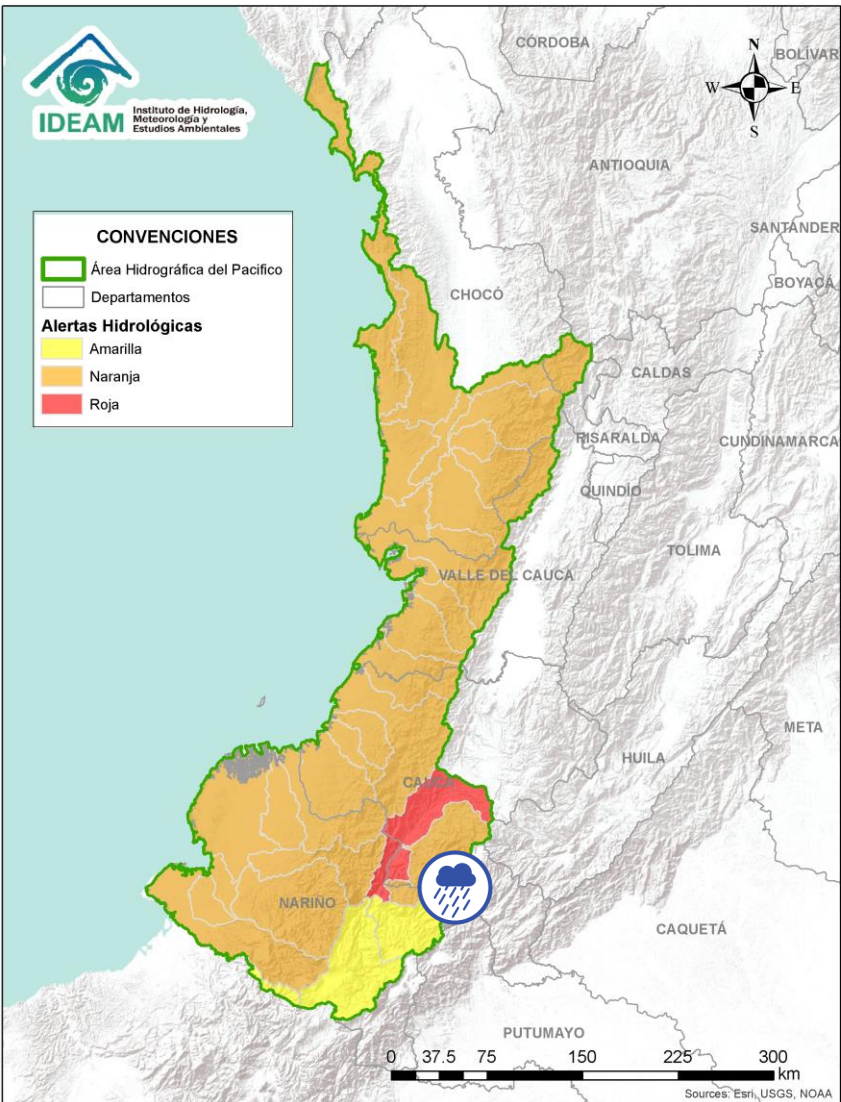 IDEAM
Instituto de Hidrología,
Meteorología y
Estudios Ambientales
N
W
E
S
CONVENCIONES
Área Hidrográfica del Pacifico
Departamentos
Alertas Hidrológicas
Amarilla
Naranja
Roja
CÓRDOBA
BOLIVAR
ANTIOQUIA
SANTANDER
BOYACÁ
CHOCÓ
CALDAS
RISARALDA
CUNDINAMARCA
QUINDÍO
TOLIMA
VALLE DEL CAUCA
META
HUILA
CAUCA
NARIÑO
CAQUETÁ
PUTUMAYO
0 37.5 75 150 225 300
km
Sources: Esri, USGS, NOAA